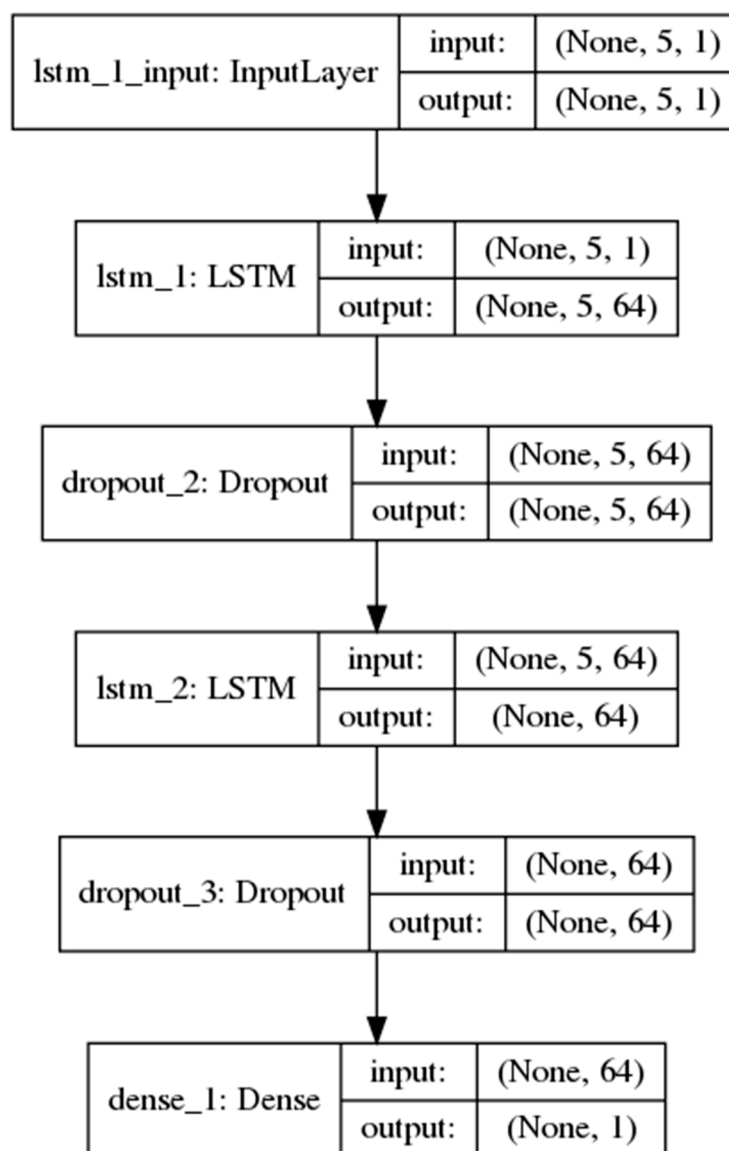 lstm_1_input: InputLayer
input: (None, 5, 1)
output: (None, 5, 1)
lstm_1: LSTM
input: (None, 5, 1)
output: (None, 5, 64)
dropout_2: Dropout
input: (None, 5, 64)
output: (None, 5, 64)
lstm_2: LSTM
input: (None, 5, 64)
output: (None, 64)
dropout_3: Dropout
input: (None, 64)
output: (None, 64)
dense_1: Dense
input: (None, 64)
output: (None, 1)